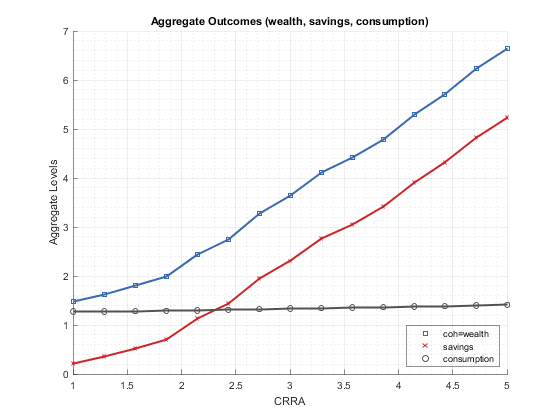 Aggregate Outcomes (wealth, savings, consumption)
7
6
5
4
3
2
1
0
Aggregate Levels
1
1.5
2
2.5
3
3.5
4
4.5
5
CRRA
coh=wealth
savings
consumption